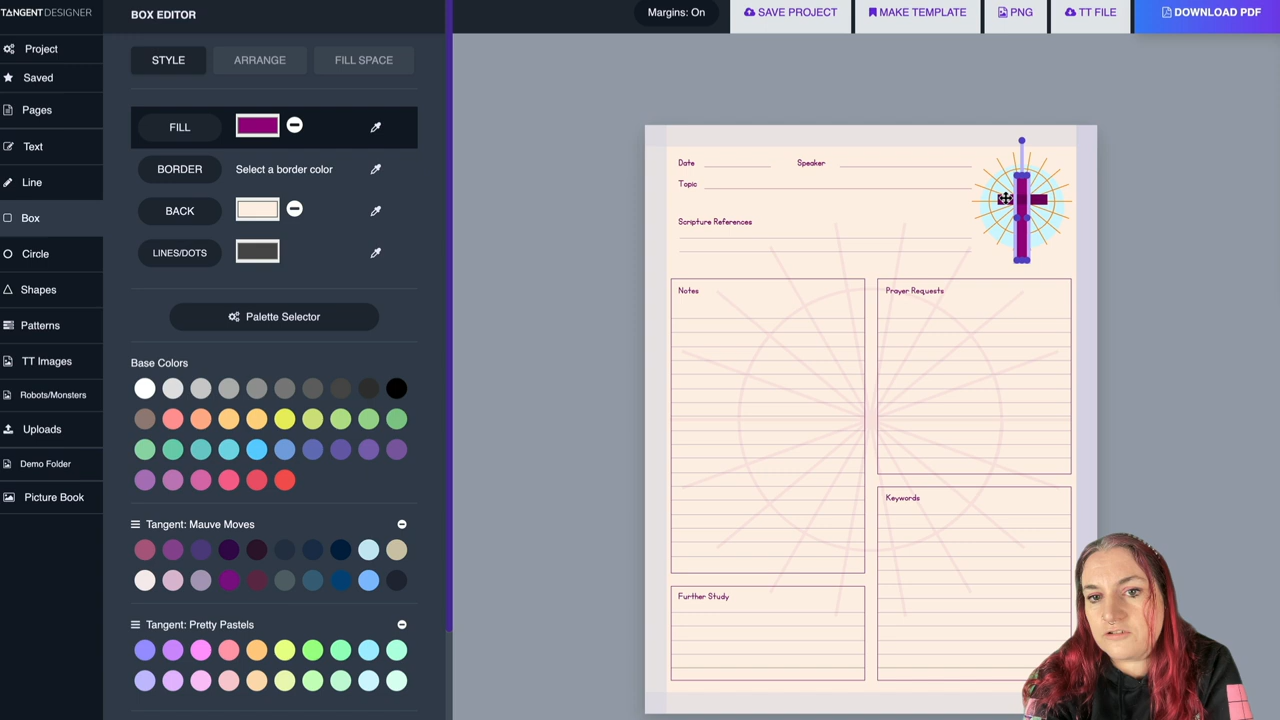 TANGENT DESIGNER
BOX EDITOR
Margins: On
SAVE PROJECT
MAKE TEMPLATE
PNG
TT FILE
DOWNLOAD PDF
Project
Saved
Pages
Text
Line
Box
Circle
Shapes
Patterns
TT Images
Robots/Monsters
Uploads
Demo Folder
Picture Book
STYLE
ARRANGE
FILL SPACE
FILL
BORDER
Select a border color
BACK
LINES/DOTS
Palette Selector
Base Colors
Tangent: Mauve Moves
Tangent: Pretty Pastels
Date
Speaker
Topic
Scripture References
Notes
Prayer Requests
Keywords
Further Study